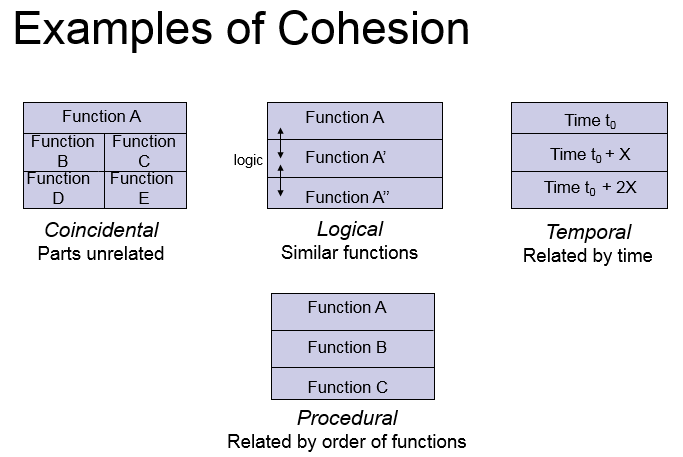 Examples of Cohesion
Function A
Function
B
Function
C
Function
D
Function
E
Coincidental
Parts unrelated
logic
Function A
Function A’
Function A’’
Logical
Similar functions
Time t0
Time t0 + X
Time t0 + 2X
Temporal
Related by time
Function A
Function B
Function C
Procedural
Related by order of functions